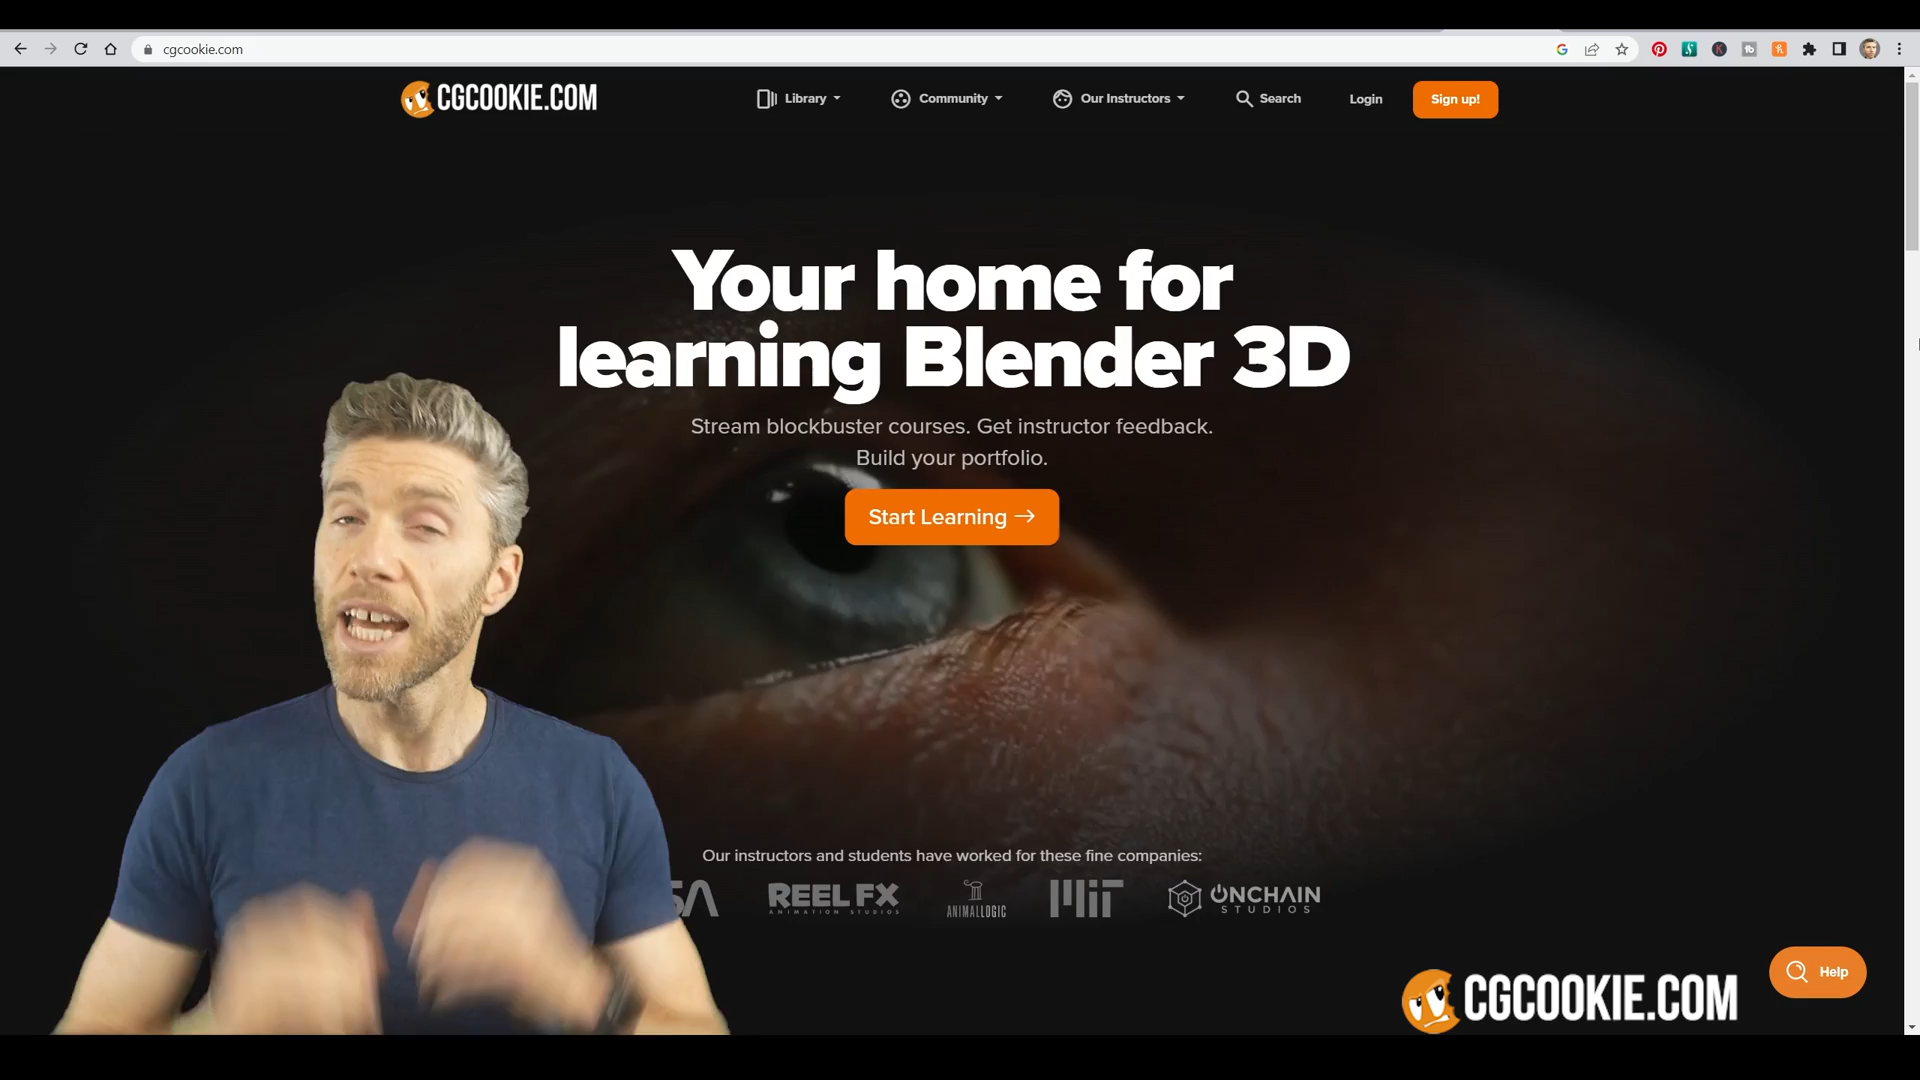 cgcookie.com
CGCOOKIE.COM
Library
Community
Our Instructors
Search
Login
Sign up!
Your home for
learning Blender 3D
Stream blockbuster courses. Get instructor feedback.
Build your portfolio.
Start Learning →
Our instructors and students have worked for these fine companies:
REEL FX
ANIMATION STUDIOS
ANIMALLOGIC
MIT
ONCHAIN
STUDIOS
Help
CGCOOKIE.COM